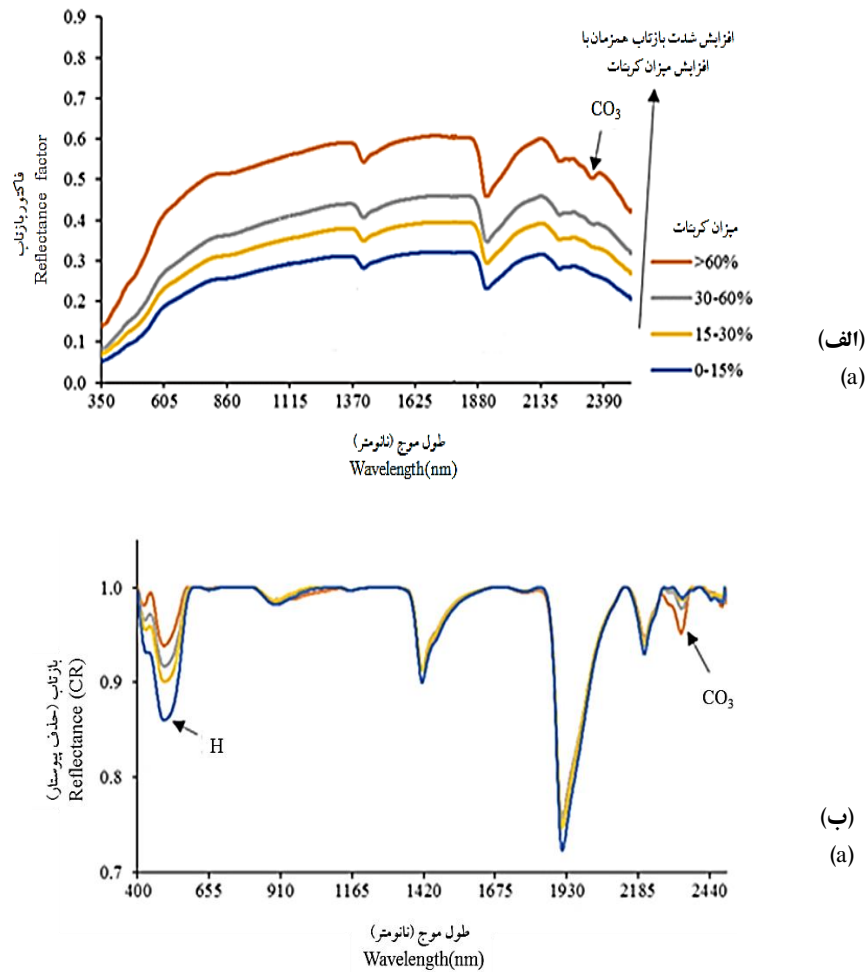 0.9
0.8
0.7
0.6
0.5
0.4
0.3
0.2
0.1
0.0
فاکتور بازتاب
Reflectance factor
افزایش شدت بازتاب همزمان با
افزایش میزان کربنات
CO₃
میزان کربنات
>60%
30-60%
15-30%
0-15%
350 605 860 1115 1370 1625 1880 2135 2390
طول موج (نانومتر)
Wavelength(nm)
(الف)
(a)
1.0
0.9
0.8
0.7
بازتاب (حذف پیوستار)
Reflectance (CR)
H
CO₃
400 655 910 1165 1420 1675 1930 2185 2440
طول موج (نانومتر)
Wavelength(nm)
(ب)
(a)